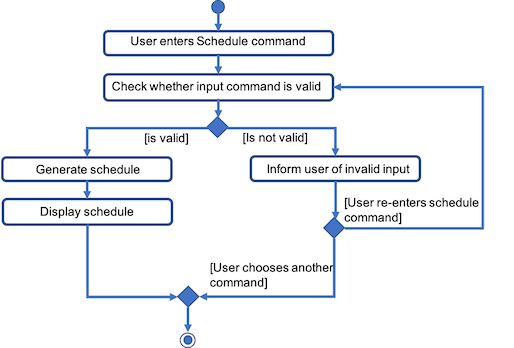 User enters Schedule command
Check whether input command is valid
[is valid]
[Is not valid]
Generate schedule
Inform user of invalid input
Display schedule
[User re-enters schedule
command]
[User chooses another
command]